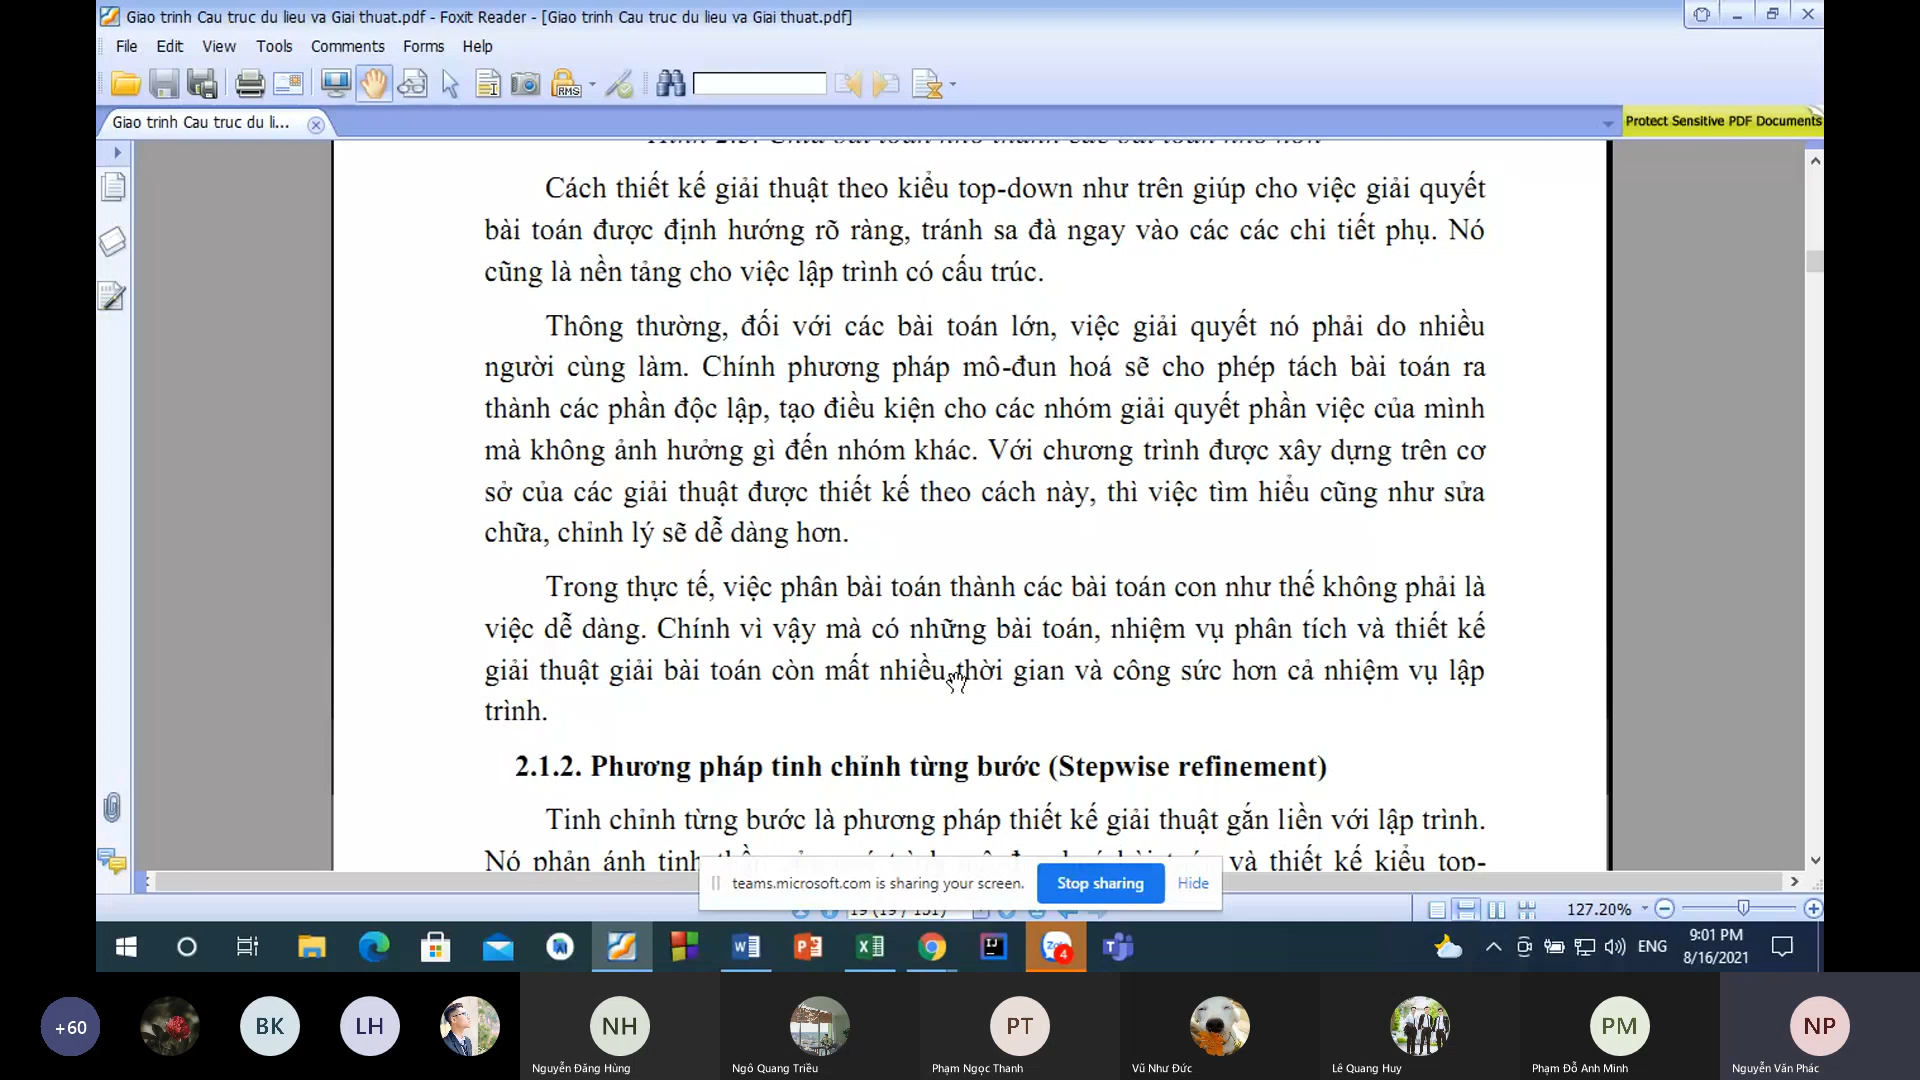 Giao trinh Cau truc du lieu va Giai thuat.pdf - Foxit Reader - [Giao trinh Cau truc du lieu va Giai thuat.pdf]
File Edit View Tools Comments Forms Help
RMS
Giao trinh Cau truc du li...
Protect Sensitive PDF Documents
Cách thiết kế giải thuật theo kiểu top-down như trên giúp cho việc giải quyết
bài toán được định hướng rõ ràng, tránh sa đà ngay vào các các chi tiết phụ. Nó
cũng là nền tảng cho việc lập trình có cấu trúc.
Thông thường, đối với các bài toán lớn, việc giải quyết nó phải do nhiều
người cùng làm. Chính phương pháp mô-đun hoá sẽ cho phép tách bài toán ra
thành các phần độc lập, tạo điều kiện cho các nhóm giải quyết phần việc của mình
mà không ảnh hưởng gì đến nhóm khác. Với chương trình được xây dựng trên cơ
sở của các giải thuật được thiết kế theo cách này, thì việc tìm hiểu cũng như sửa
chữa, chỉnh lý sẽ dễ dàng hơn.
Trong thực tế, việc phân bài toán thành các bài toán con như thế không phải là
việc dễ dàng. Chính vì vậy mà có những bài toán, nhiệm vụ phân tích và thiết kế
giải thuật giải bài toán còn mất nhiều thời gian và công sức hơn cả nhiệm vụ lập
trình.
2.1.2. Phương pháp tinh chỉnh từng bước (Stepwise refinement)
Tinh chỉnh từng bước là phương pháp thiết kế giải thuật gắn liền với lập trình.
Nó phản ánh tinh và thiết kế kiểu top-
teams.microsoft.com is sharing your screen. Stop sharing Hide
19 (19 / 151)
127.20%
ENG
9:01 PM
8/16/2021
4
+60
BK
LH
NH
PT
PM
NP
Nguyễn Đăng Hùng
Ngô Quang Triều
Phạm Ngọc Thanh
Vũ Như Đức
Lê Quang Huy
Phạm Đỗ Anh Minh
Nguyễn Văn Phác